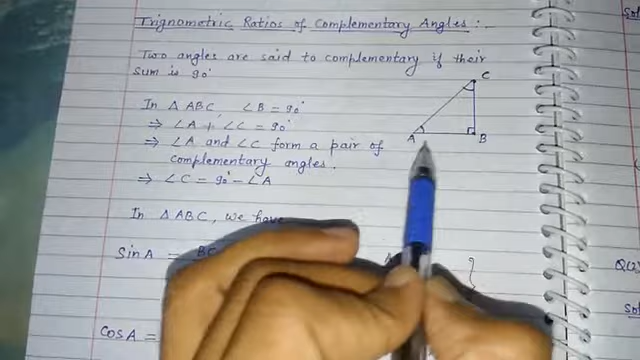 Trignometric Ratios of Complementary Angles :-
Two angles are said to complementary if their
sum is 90°
In △ ABC ∠B = 90°
⇒ ∠A + ∠C = 90°
⇒ ∠A and ∠C form a pair of
complementary angles.
⇒ ∠C = 90° - ∠A
C
A
B
In △ ABC, we have
Sin A =
Cos A =